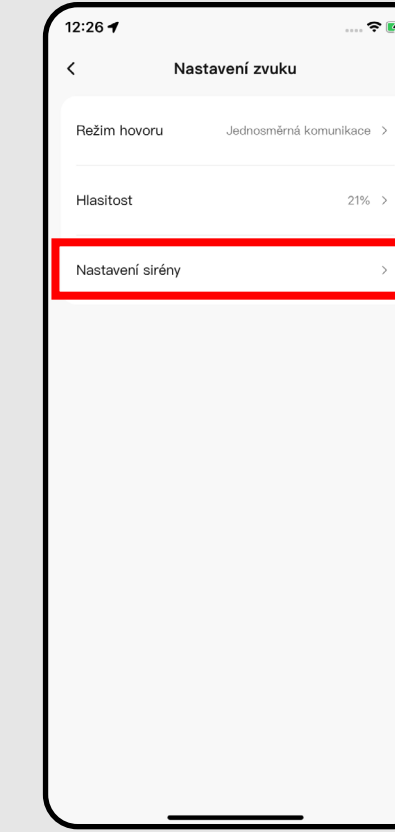 12:26
Nastavení zvuku
Režim hovoru Jednosměrná komunikace
Hlasitost 21%
Nastavení sirény